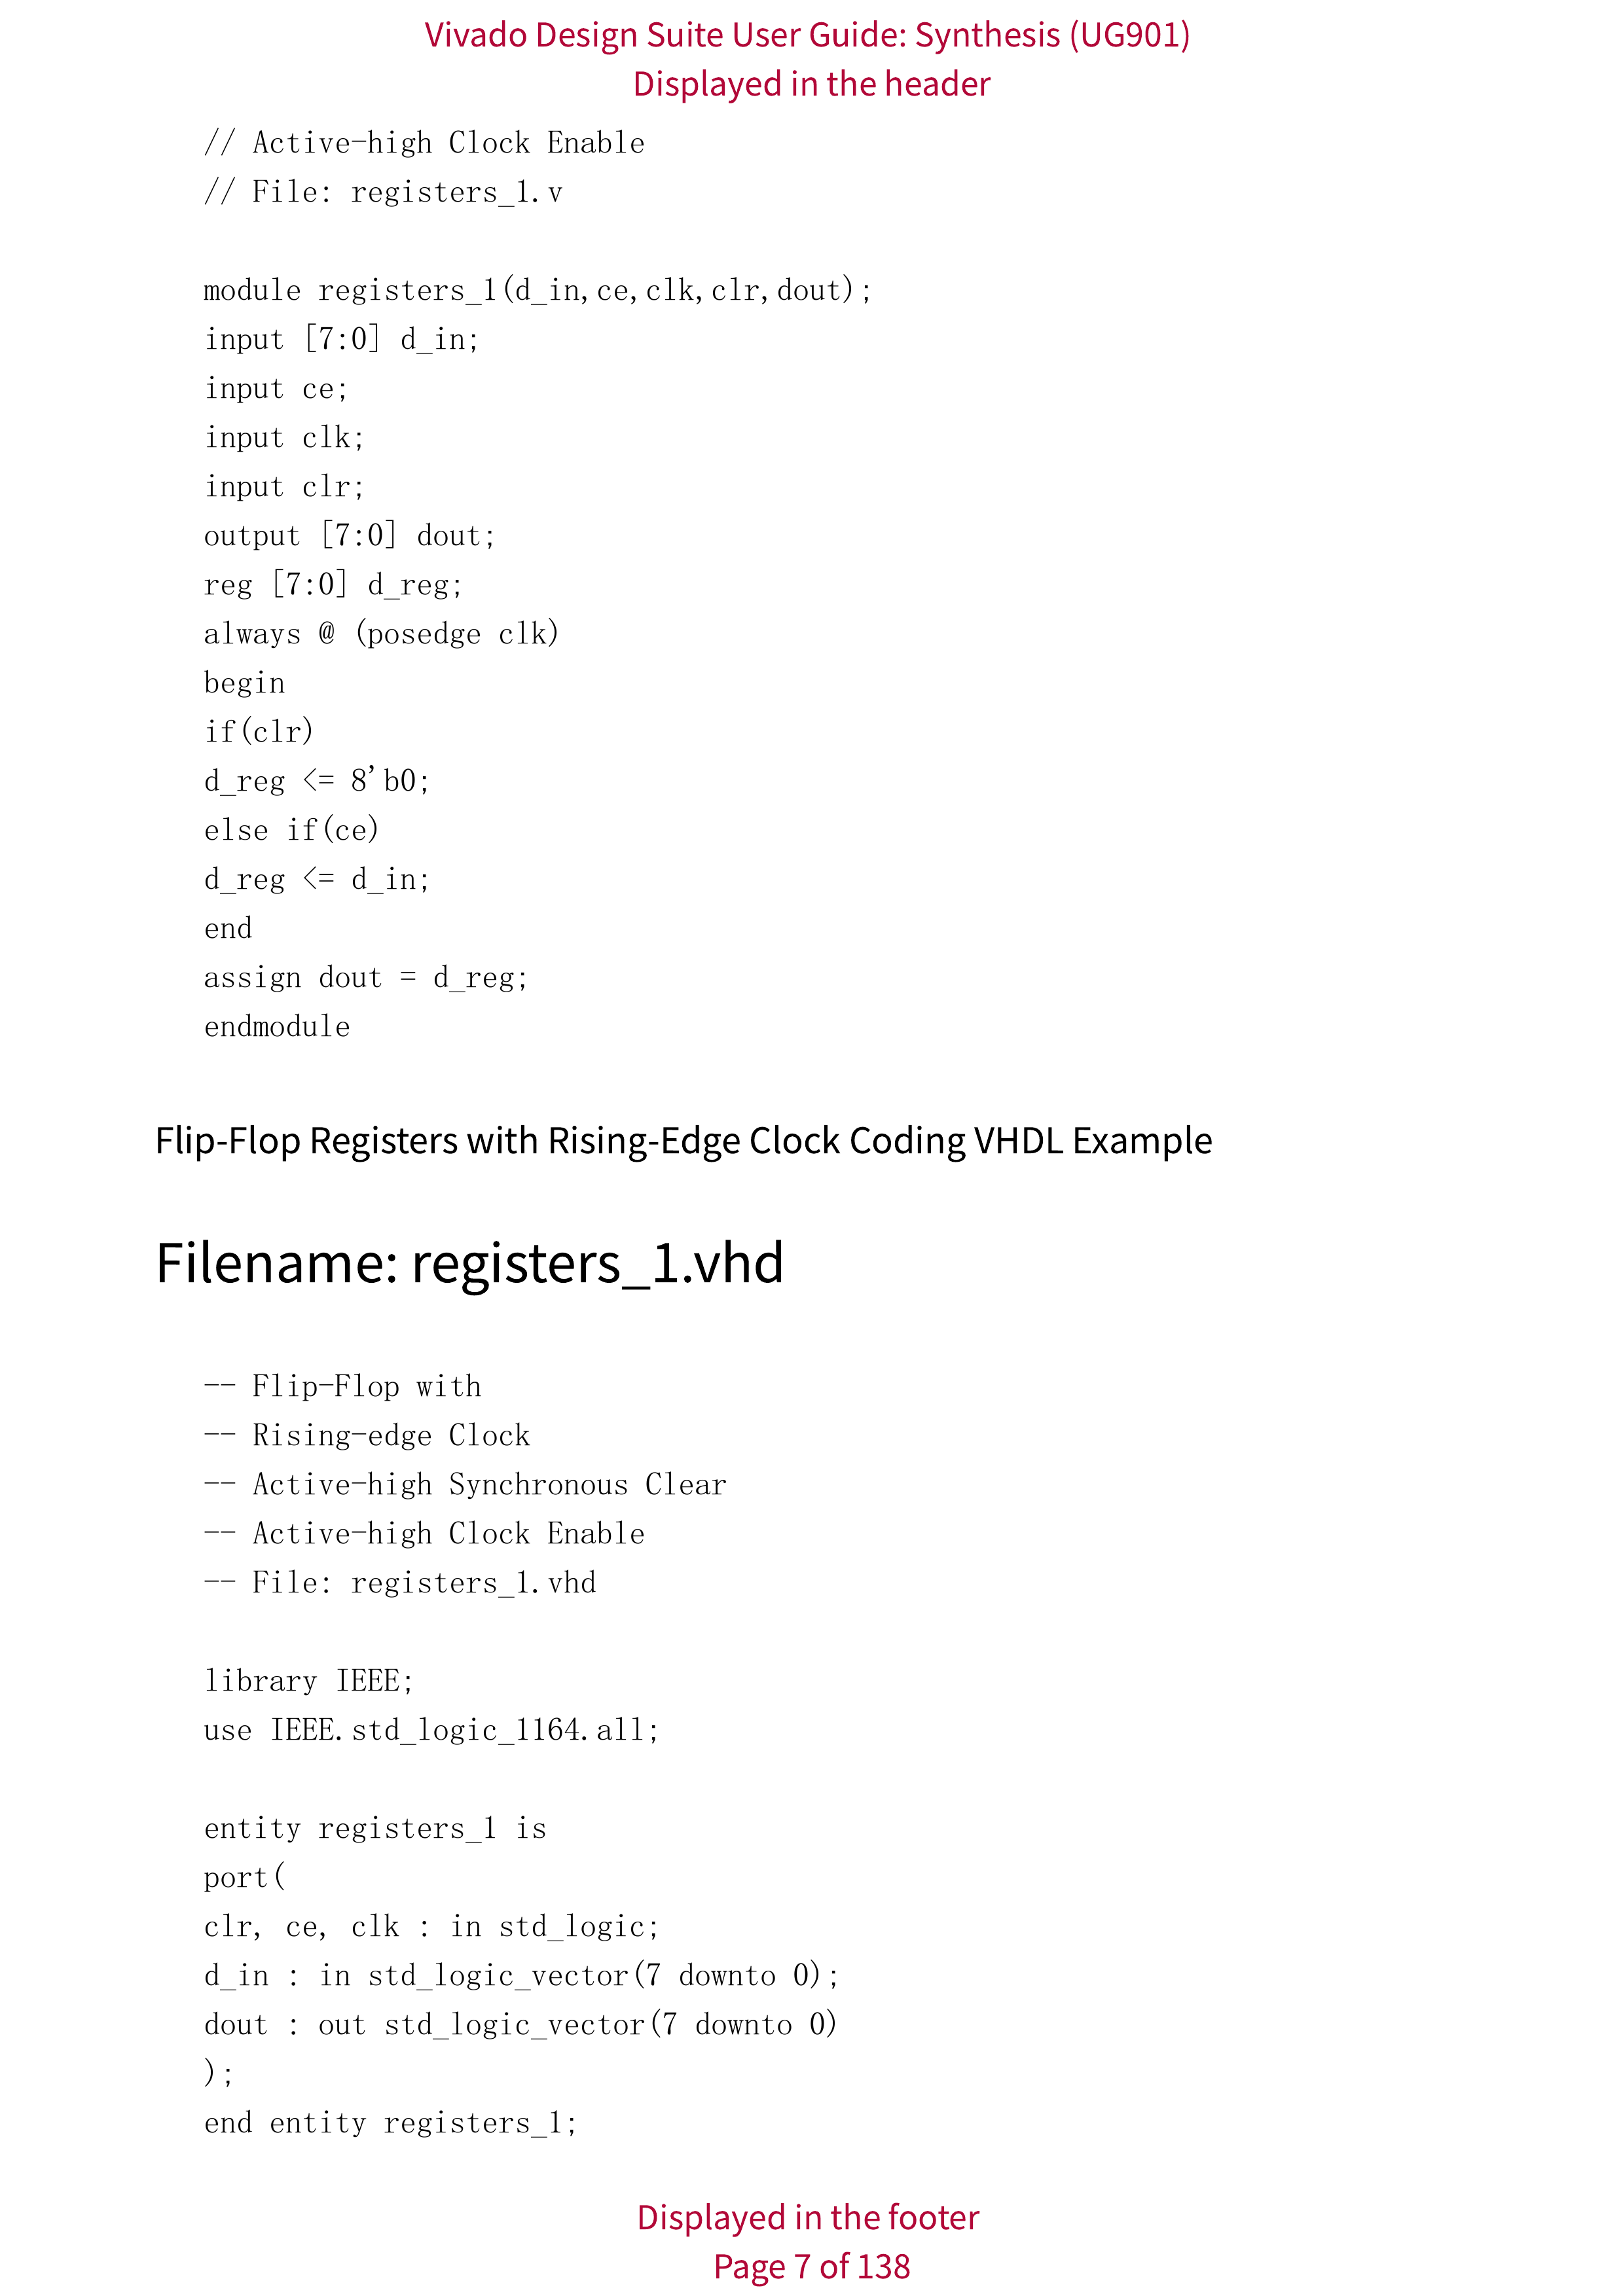 Vivado Design Suite User Guide: Synthesis (UG901)
Displayed in the header
// Active-high Clock Enable
// File: registers_1.v
module registers_1(d_in,ce,clk,clr,dout);
input [7:0] d_in;
input ce;
input clk;
input clr;
output [7:0] dout;
reg [7:0] d_reg;
always @ (posedge clk)
begin
if(clr)
d_reg <= 8'b0;
else if(ce)
d_reg <= d_in;
end
assign dout = d_reg;
endmodule
Flip-Flop Registers with Rising-Edge Clock Coding VHDL Example
Filename: registers_1.vhd
-- Flip-Flop with
-- Rising-edge Clock
-- Active-high Synchronous Clear
-- Active-high Clock Enable
-- File: registers_1.vhd
library IEEE;
use IEEE.std_logic_1164.all;
entity registers_1 is
port(
clr, ce, clk : in std_logic;
d_in : in std_logic_vector(7 downto 0);
dout : out std_logic_vector(7 downto 0)
);
end entity registers_1;
Displayed in the footer
Page 7 of 138